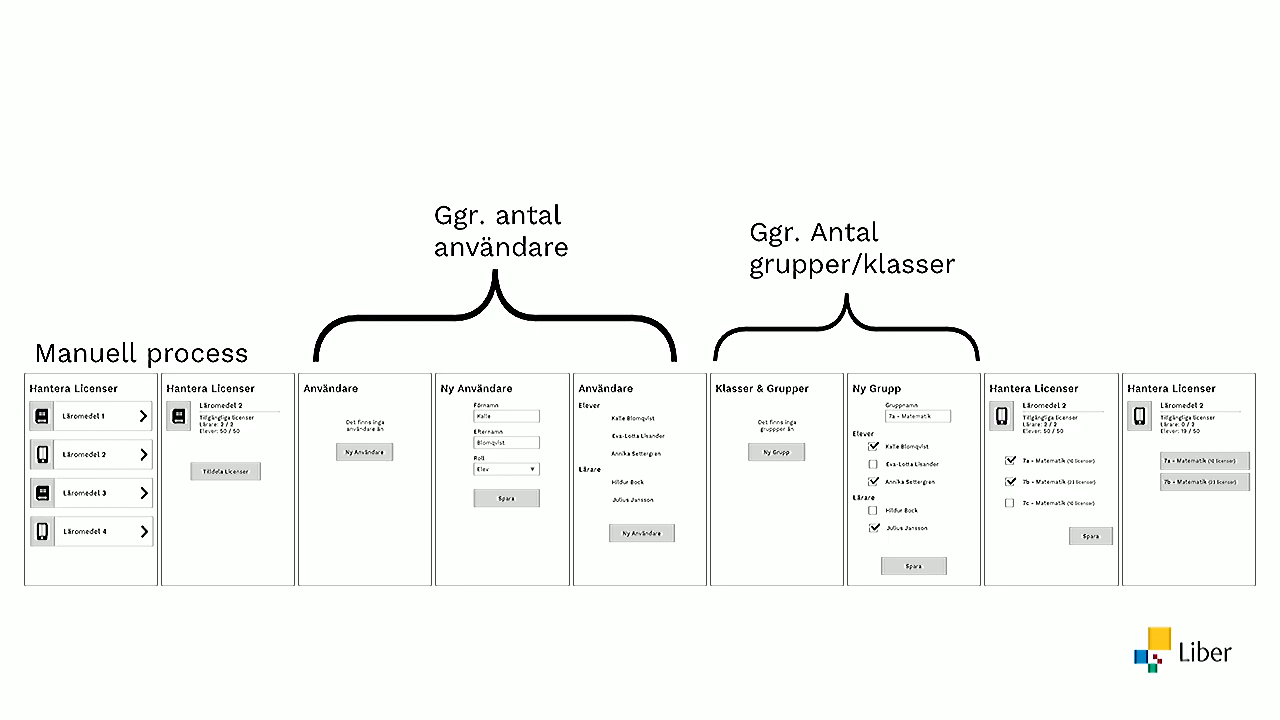 Ggr. antal
användare
Ggr. Antal
grupper/klasser
Manuell process
Hantera Licenser
Läromedel 1
Läromedel 2
Läromedel 3
Läromedel 4
Hantera Licenser
Läromedel 2
Tillgängliga licenser
Lärare: 2 / 2
Elever: 50 / 50
Tilldela Licenser
Användare
Det finns inga
användare än
Ny Användare
Ny Användare
Förnamn
Kalle
Efternamn
Blomqvist
Roll
Elev
Spara
Användare
Elever
Kalle Blomqvist
Eva-Lotta Lisander
Annika Settergren
Lärare
Hildur Bock
Julius Jansson
Ny Användare
Klasser & Grupper
Det finns inga
gruppper än
Ny Grupp
Ny Grupp
Gruppnamn
7a - Matematik
Elever
Kalle Blomqvist
Eva-Lotta Lisander
Annika Settergren
Lärare
Hildur Bock
Julius Jansson
Spara
Hantera Licenser
Läromedel 2
Tillgängliga licenser
Lärare: 2 / 2
Elever: 50 / 50
7a - Matematik
7b - Matematik
7c - Matematik
Spara
Hantera Licenser
Läromedel 2
Tillgängliga licenser
Lärare: 0 / 2
Elever: 19 / 50
7a - Matematik
7b - Matematik
Liber